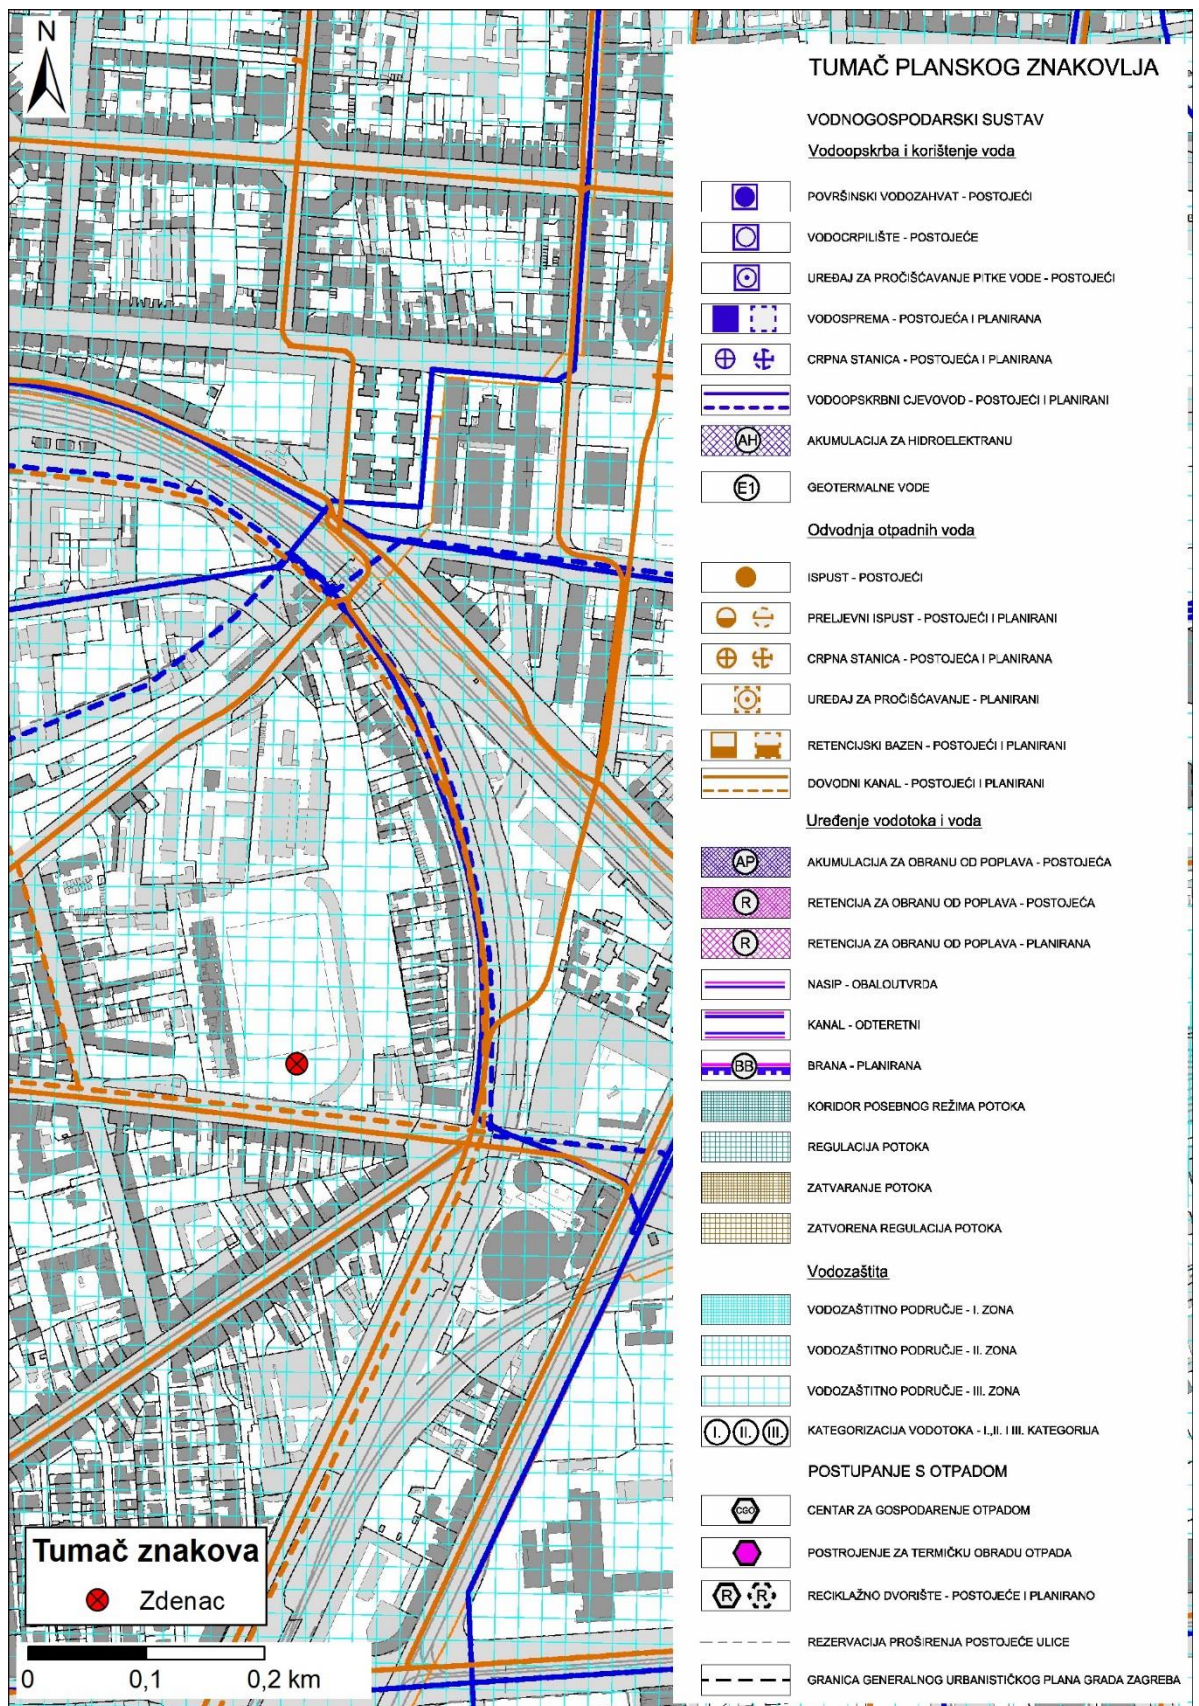 N
TUMAČ PLANSKOG ZNAKOVLJA
VODNOGOSPODARSKI SUSTAV
Vodoopskrba i korištenje voda
POVRŠINSKI VODOZAHVAT - POSTOJEĆI
VODOCRPILIŠTE - POSTOJEĆE
UREĐAJ ZA PROČIŠĆAVANJE PITKE VODE - POSTOJEĆI
VODOSPREMA - POSTOJEĆA I PLANIRANA
CRPNA STANICA - POSTOJEĆA I PLANIRANA
VODOOPSKRBNI CJEVOVOD - POSTOJEĆI I PLANIRANI
AH AKUMULACIJA ZA HIDROELEKTRANU
E1 GEOTERMALNE VODE
Odvodnja otpadnih voda
ISPUST - POSTOJEĆI
PRELJEVNI ISPUST - POSTOJEĆI I PLANIRANI
CRPNA STANICA - POSTOJEĆA I PLANIRANA
UREĐAJ ZA PROČIŠĆAVANJE - PLANIRANI
RETENCIJSKI BAZEN - POSTOJEĆI I PLANIRANI
DOVODNI KANAL - POSTOJEĆI I PLANIRANI
Uređenje vodotoka i voda
AP AKUMULACIJA ZA OBRANU OD POPLAVA - POSTOJEĆA
R RETENCIJA ZA OBRANU OD POPLAVA - POSTOJEĆA
R RETENCIJA ZA OBRANU OD POPLAVA - PLANIRANA
NASIP - OBALOUTVRDA
KANAL - ODTERETNI
BB BRANA - PLANIRANA
KORIDOR POSEBNOG REŽIMA POTOKA
REGULACIJA POTOKA
ZATVARANJE POTOKA
ZATVORENA REGULACIJA POTOKA
Vodozaštita
VODOZAŠTITNO PODRUČJE - I. ZONA
VODOZAŠTITNO PODRUČJE - II. ZONA
VODOZAŠTITNO PODRUČJE - III. ZONA
I. II. III. KATEGORIZACIJA VODOTOKA - I.,II. I III. KATEGORIJA
POSTUPANJE S OTPADOM
CGO CENTAR ZA GOSPODARENJE OTPADOM
POSTROJENJE ZA TERMIČKU OBRADU OTPADA
R R RECIKLAŽNO DVORIŠTE - POSTOJEĆE I PLANIRANO
REZERVACIJA PROŠIRENJA POSTOJEĆE ULICE
GRANICA GENERALNOG URBANISTIČKOG PLANA GRADA ZAGREBA
Tumač znakova
Zdenac
0 0,1 0,2 km